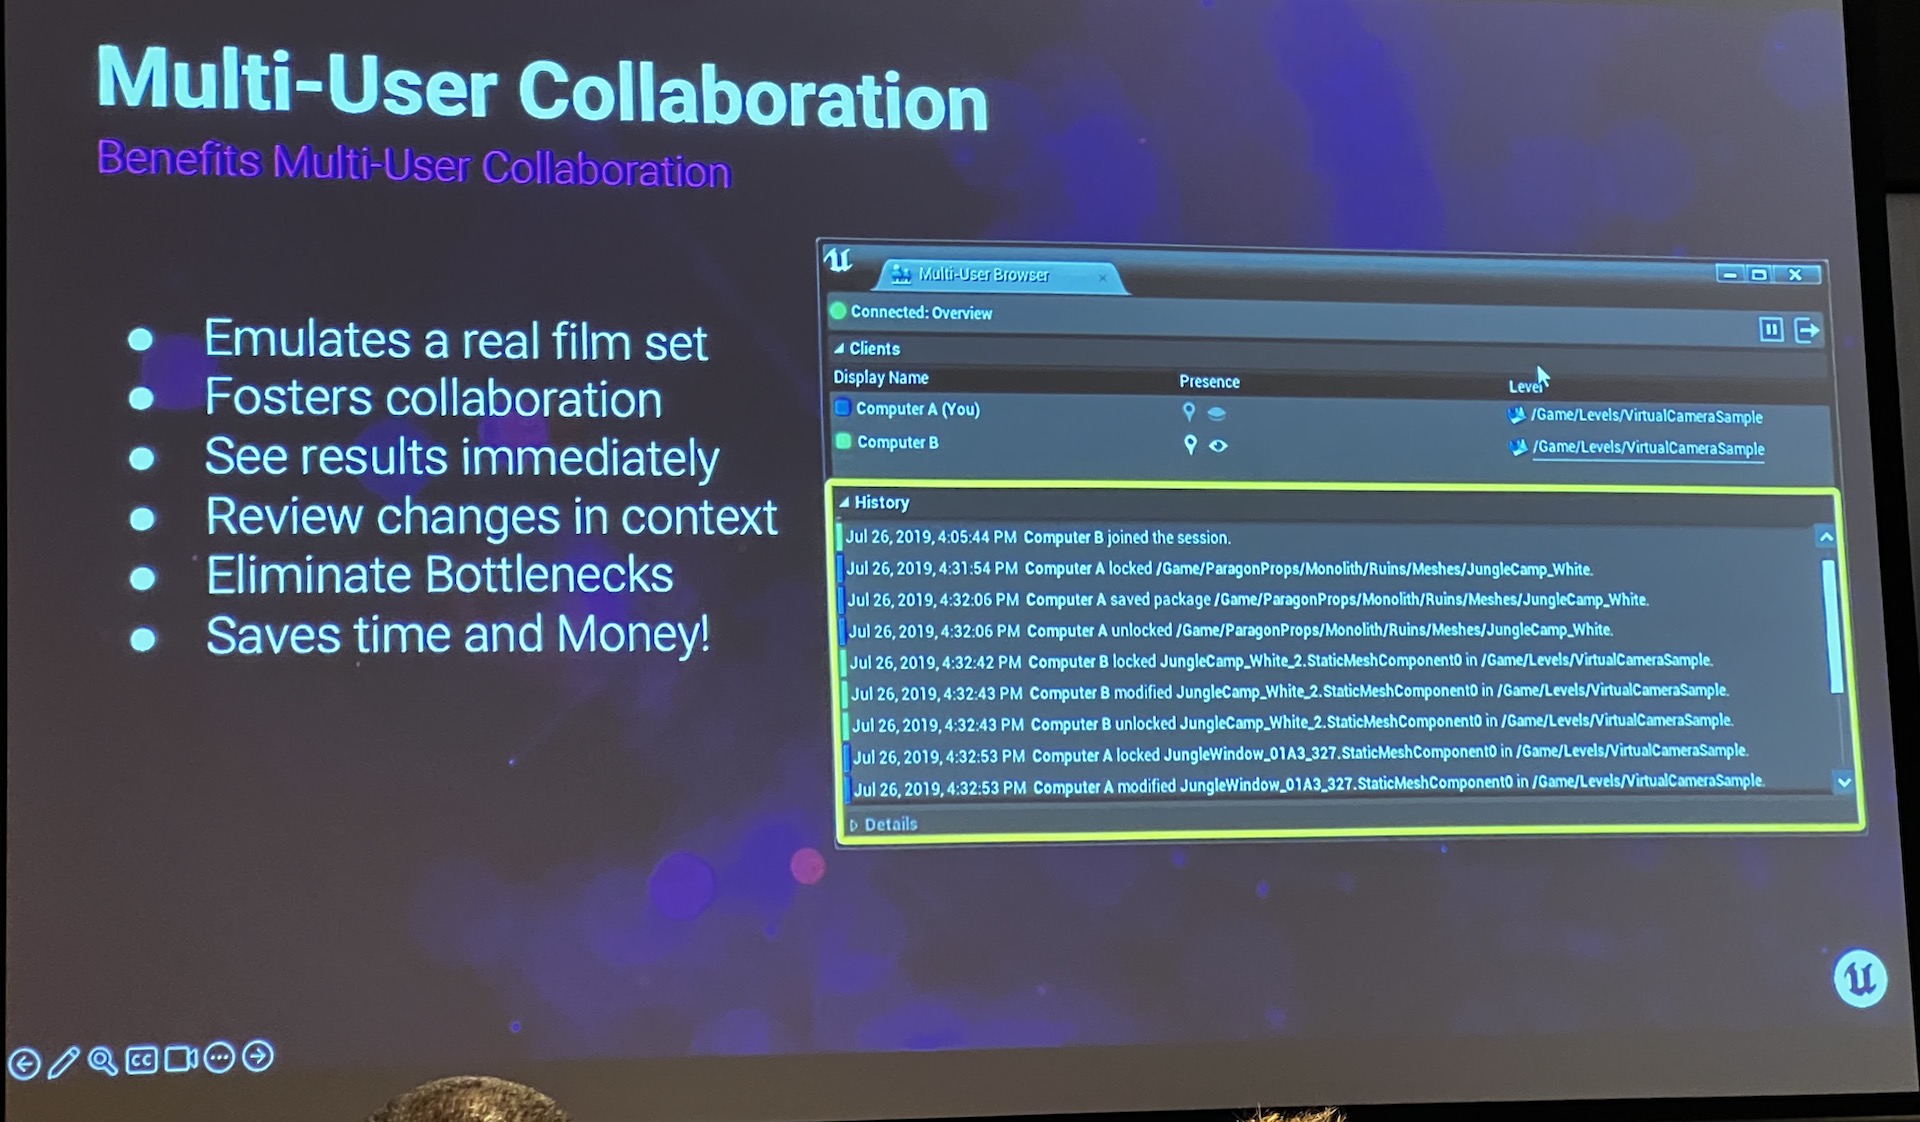 Multi-User Collaboration
Benefits Multi-User Collaboration
Emulates a real film set
Fosters collaboration
See results immediately
Review changes in context
Eliminate Bottlenecks
Saves time and Money!
Multi-User Browser
Connected: Overview
Clients
Display Name Presence Level
Computer A (You) /Game/Levels/VirtualCameraSample
Computer B /Game/Levels/VirtualCameraSample
History
Jul 26, 2019, 4:05:44 PM Computer B joined the session.
Jul 26, 2019, 4:31:54 PM Computer A locked /Game/ParagonProps/Monolith/Ruins/Meshes/JungleCamp_White.
Jul 26, 2019, 4:32:06 PM Computer A saved package /Game/ParagonProps/Monolith/Ruins/Meshes/JungleCamp_White.
Jul 26, 2019, 4:32:06 PM Computer A unlocked /Game/ParagonProps/Monolith/Ruins/Meshes/JungleCamp_White.
Jul 26, 2019, 4:32:42 PM Computer B locked JungleCamp_White_2.StaticMeshComponent0 in /Game/Levels/VirtualCameraSample.
Jul 26, 2019, 4:32:43 PM Computer B modified JungleCamp_White_2.StaticMeshComponent0 in /Game/Levels/VirtualCameraSample.
Jul 26, 2019, 4:32:43 PM Computer B unlocked JungleCamp_White_2.StaticMeshComponent0 in /Game/Levels/VirtualCameraSample.
Jul 26, 2019, 4:32:53 PM Computer A locked JungleWindow_01A3_327.StaticMeshComponent0 in /Game/Levels/VirtualCameraSample.
Jul 26, 2019, 4:32:53 PM Computer A modified JungleWindow_01A3_327.StaticMeshComponent0 in /Game/Levels/VirtualCameraSample.
Details
CC